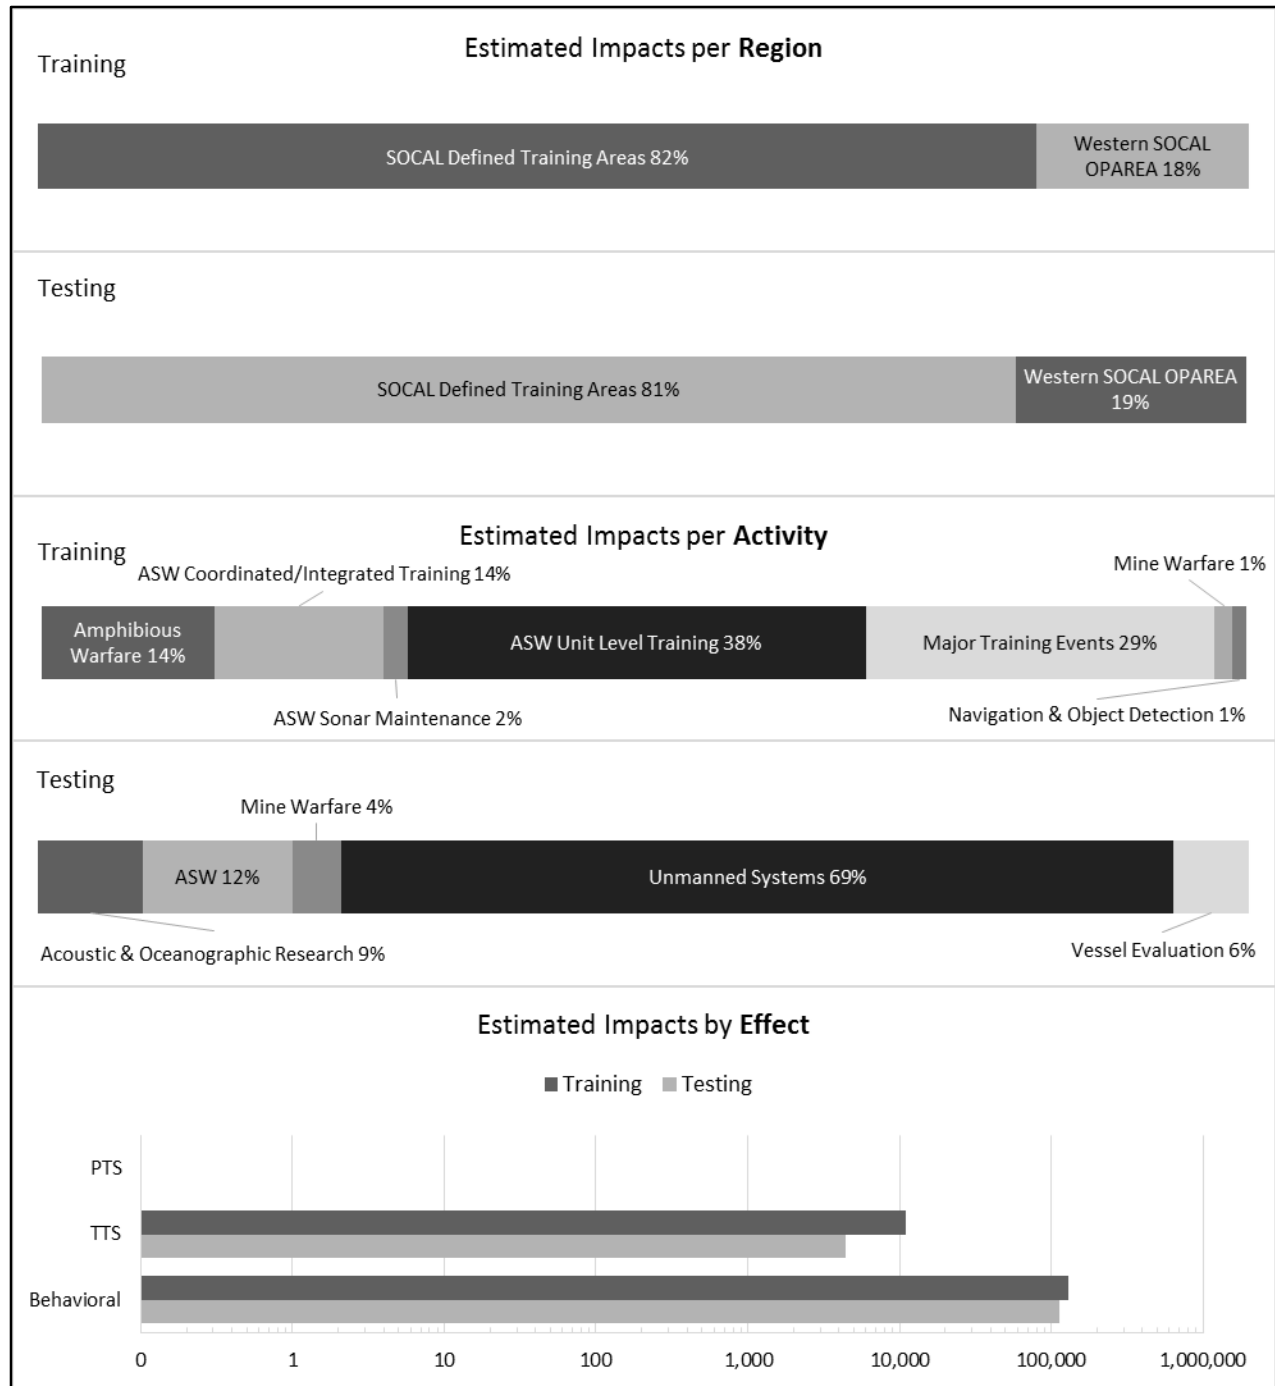 Estimated Impacts per Region
Training
SOCAL Defined Training Areas 82%
Western SOCAL
OPAREA 18%
Testing
SOCAL Defined Training Areas 81%
Western SOCAL OPAREA
19%
Estimated Impacts per Activity
Training
ASW Coordinated/Integrated Training 14%
Mine Warfare 1%
Amphibious
Warfare 14%
ASW Unit Level Training 38%
Major Training Events 29%
ASW Sonar Maintenance 2%
Navigation & Object Detection 1%
Testing
Mine Warfare 4%
ASW 12%
Unmanned Systems 69%
Acoustic & Oceanographic Research 9%
Vessel Evaluation 6%
Estimated Impacts by Effect
Training Testing
PTS
TTS
Behavioral
0 1 10 100 1,000 10,000 100,000 1,000,000